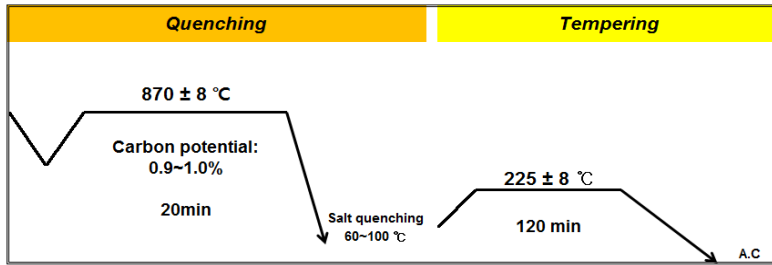 Quenching
Tempering
870 ± 8 ℃
Carbon potential:
0.9~1.0%
20min
Salt quenching
60~100 ℃
225 ± 8 ℃
120 min
A.C